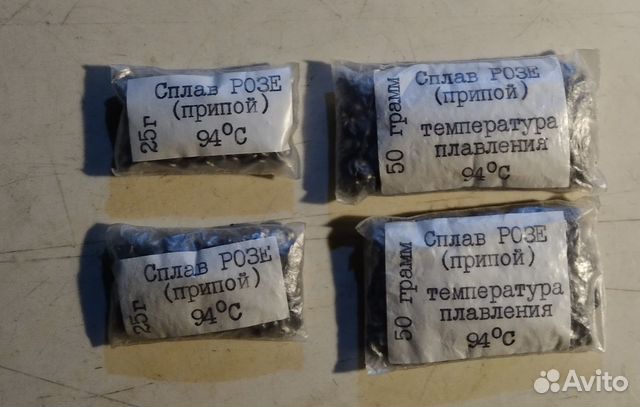 25г
Сплав РОЗЕ
(припой)
94°С
50 грамм
Сплав РОЗЕ
(припой)
температура
плавления
94°С
25г
Сплав РОЗЕ
(припой)
94°С
50 грамм
Сплав РОЗЕ
(припой)
температура
плавления
94°С
Avito